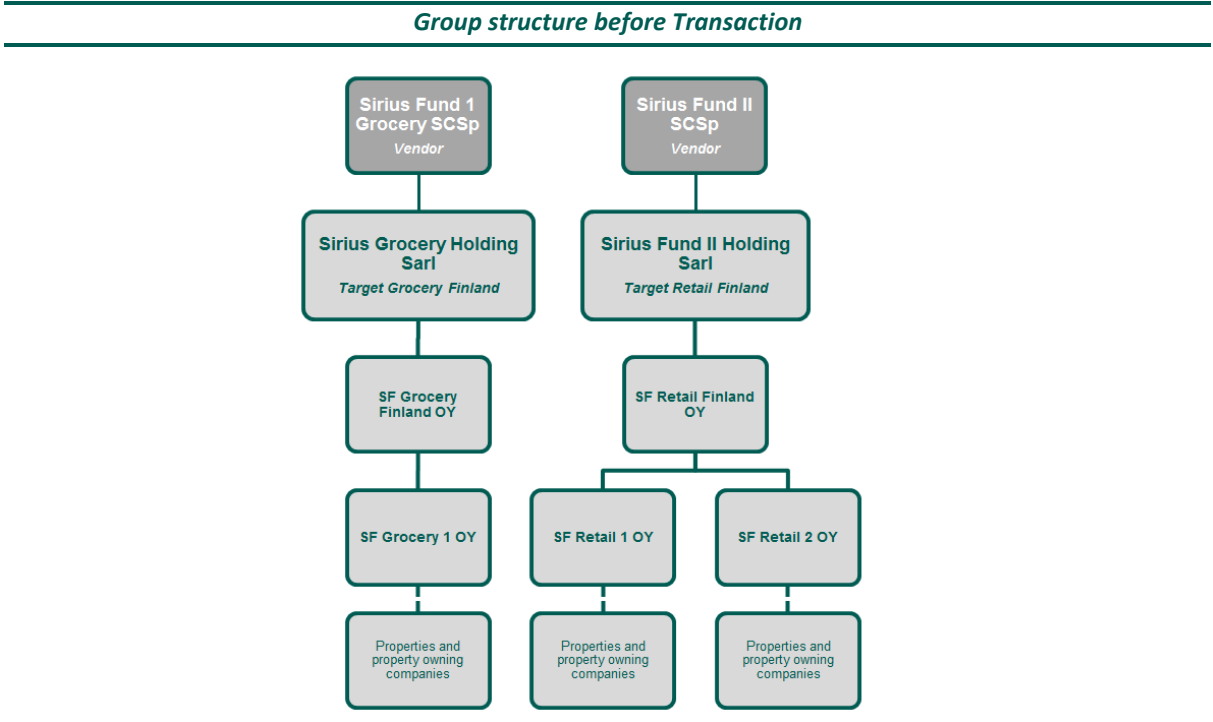 Group structure before Transaction
Sirius Fund 1
Grocery SCSp
Vendor
Sirius Fund II
SCSp
Vendor
Sirius Grocery Holding
Sarl
Target Grocery Finland
Sirius Fund II Holding
Sarl
Target Retail Finland
SF Grocery
Finland OY
SF Retail Finland
OY
SF Grocery 1 OY
SF Retail 1 OY
SF Retail 2 OY
Properties and
property owning
companies
Properties and
property owning
companies
Properties and
property owning
companies